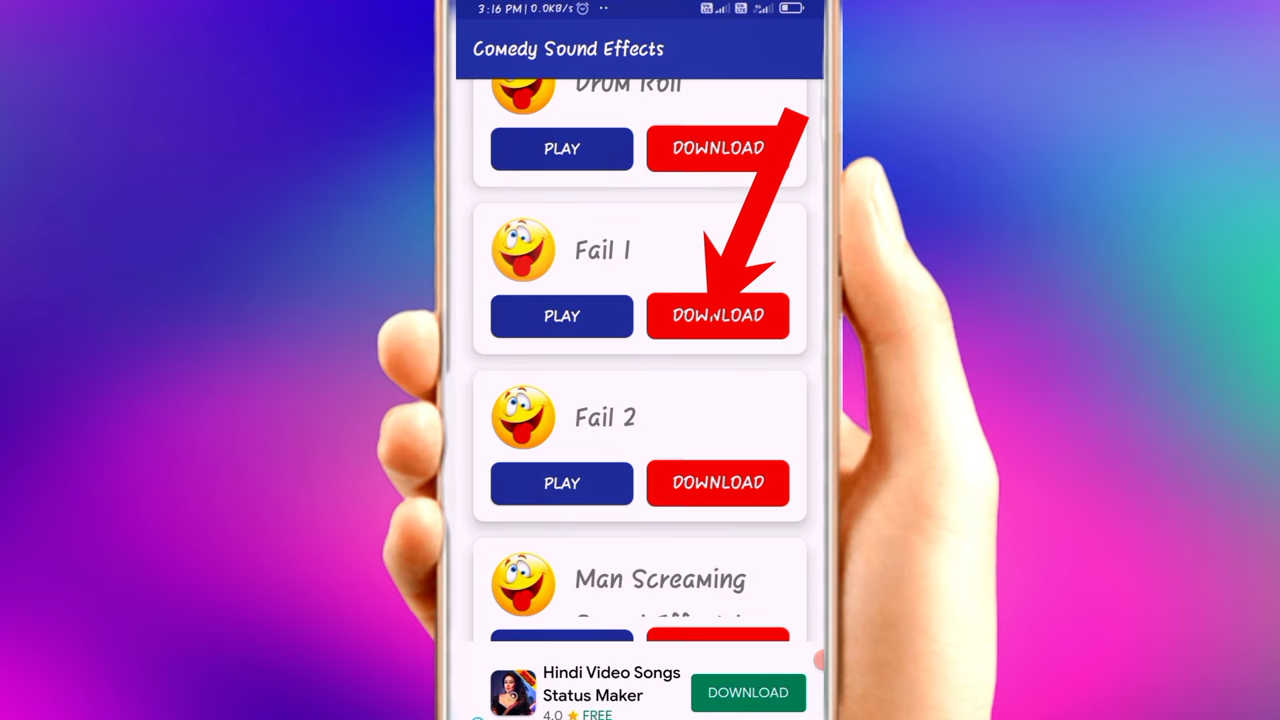 3:16 PM | 0.0KB/s
Comedy Sound Effects
Drum Roll
PLAY
DOWNLOAD
Fail 1
PLAY
DOWNLOAD
Fail 2
PLAY
DOWNLOAD
Man Screaming
Hindi Video Songs
Status Maker
DOWNLOAD
4.0 ★ FREE